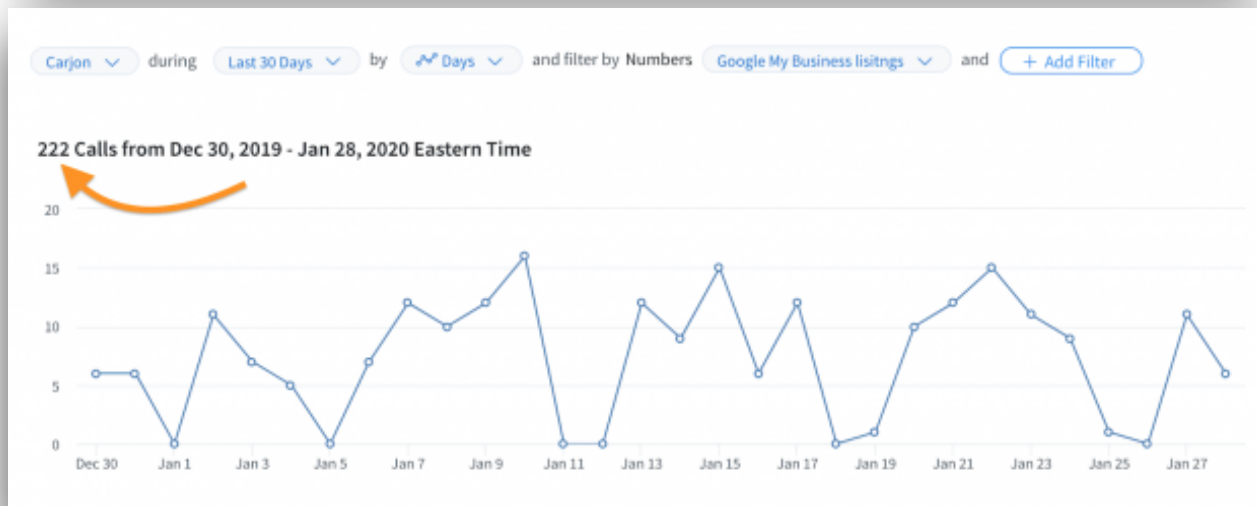 Carjon during Last 30 Days by Days and filter by Numbers Google My Business lisitngs and + Add Filter
222 Calls from Dec 30, 2019 - Jan 28, 2020 Eastern Time
20
15
10
5
0
Dec 30 Jan 1 Jan 3 Jan 5 Jan 7 Jan 9 Jan 11 Jan 13 Jan 15 Jan 17 Jan 19 Jan 21 Jan 23 Jan 25 Jan 27